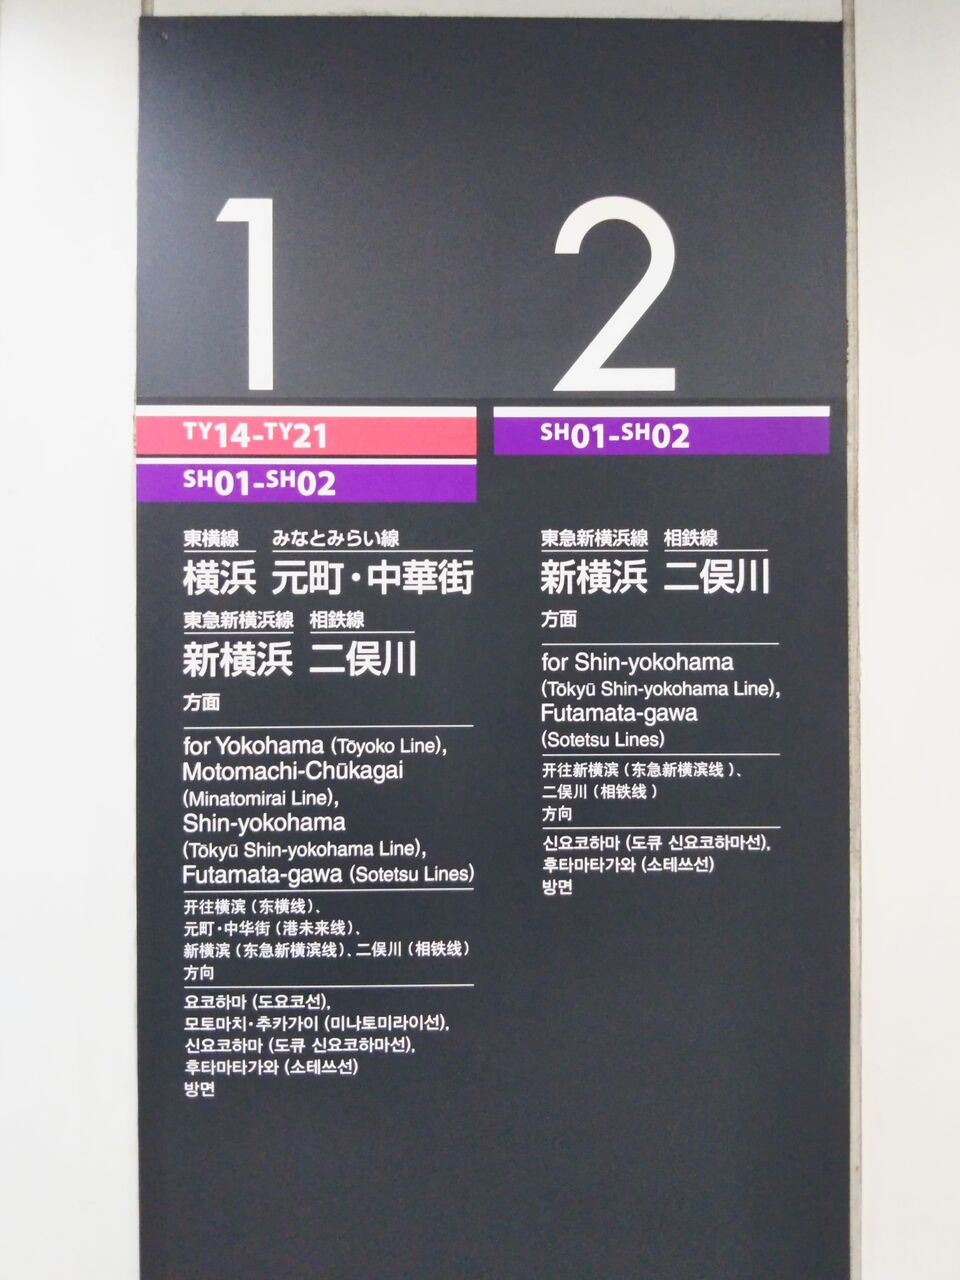 1
TY14-TY21
SH01-SH02
東横線 みなとみらい線
横浜 元町・中華街
東急新横浜線 相鉄線
新横浜 二俣川
方面
for Yokohama (Tōyoko Line),
Motomachi-Chūkagai
(Minatomirai Line),
Shin-yokohama
(Tōkyū Shin-yokohama Line),
Futamata-gawa (Sotetsu Lines)
开往横滨（东横线）、
元町・中华街（港未来线）、
新横滨（东急新横滨线）、二俣川（相铁线）
方向
요코하마 (도요코선),
모토마치・추카가이 (미나토미라이선),
신요코하마 (도큐 신요코하마선),
후타마타가와 (소테쓰선)
방면
2
SH01-SH02
東急新横浜線 相鉄線
新横浜 二俣川
方面
for Shin-yokohama
(Tōkyū Shin-yokohama Line),
Futamata-gawa
(Sotetsu Lines)
开往新横滨（东急新横滨线）、
二俣川（相铁线）
方向
신요코하마 (도큐 신요코하마선),
후타마타가와 (소테쓰선)
방면